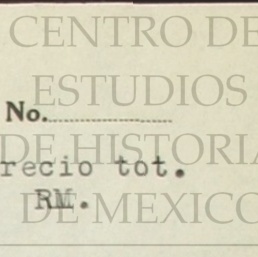 CENTRO DE
ESTUDIOS
No.
DE HISTORIA
recio tot.
RM.
DE MEXICO